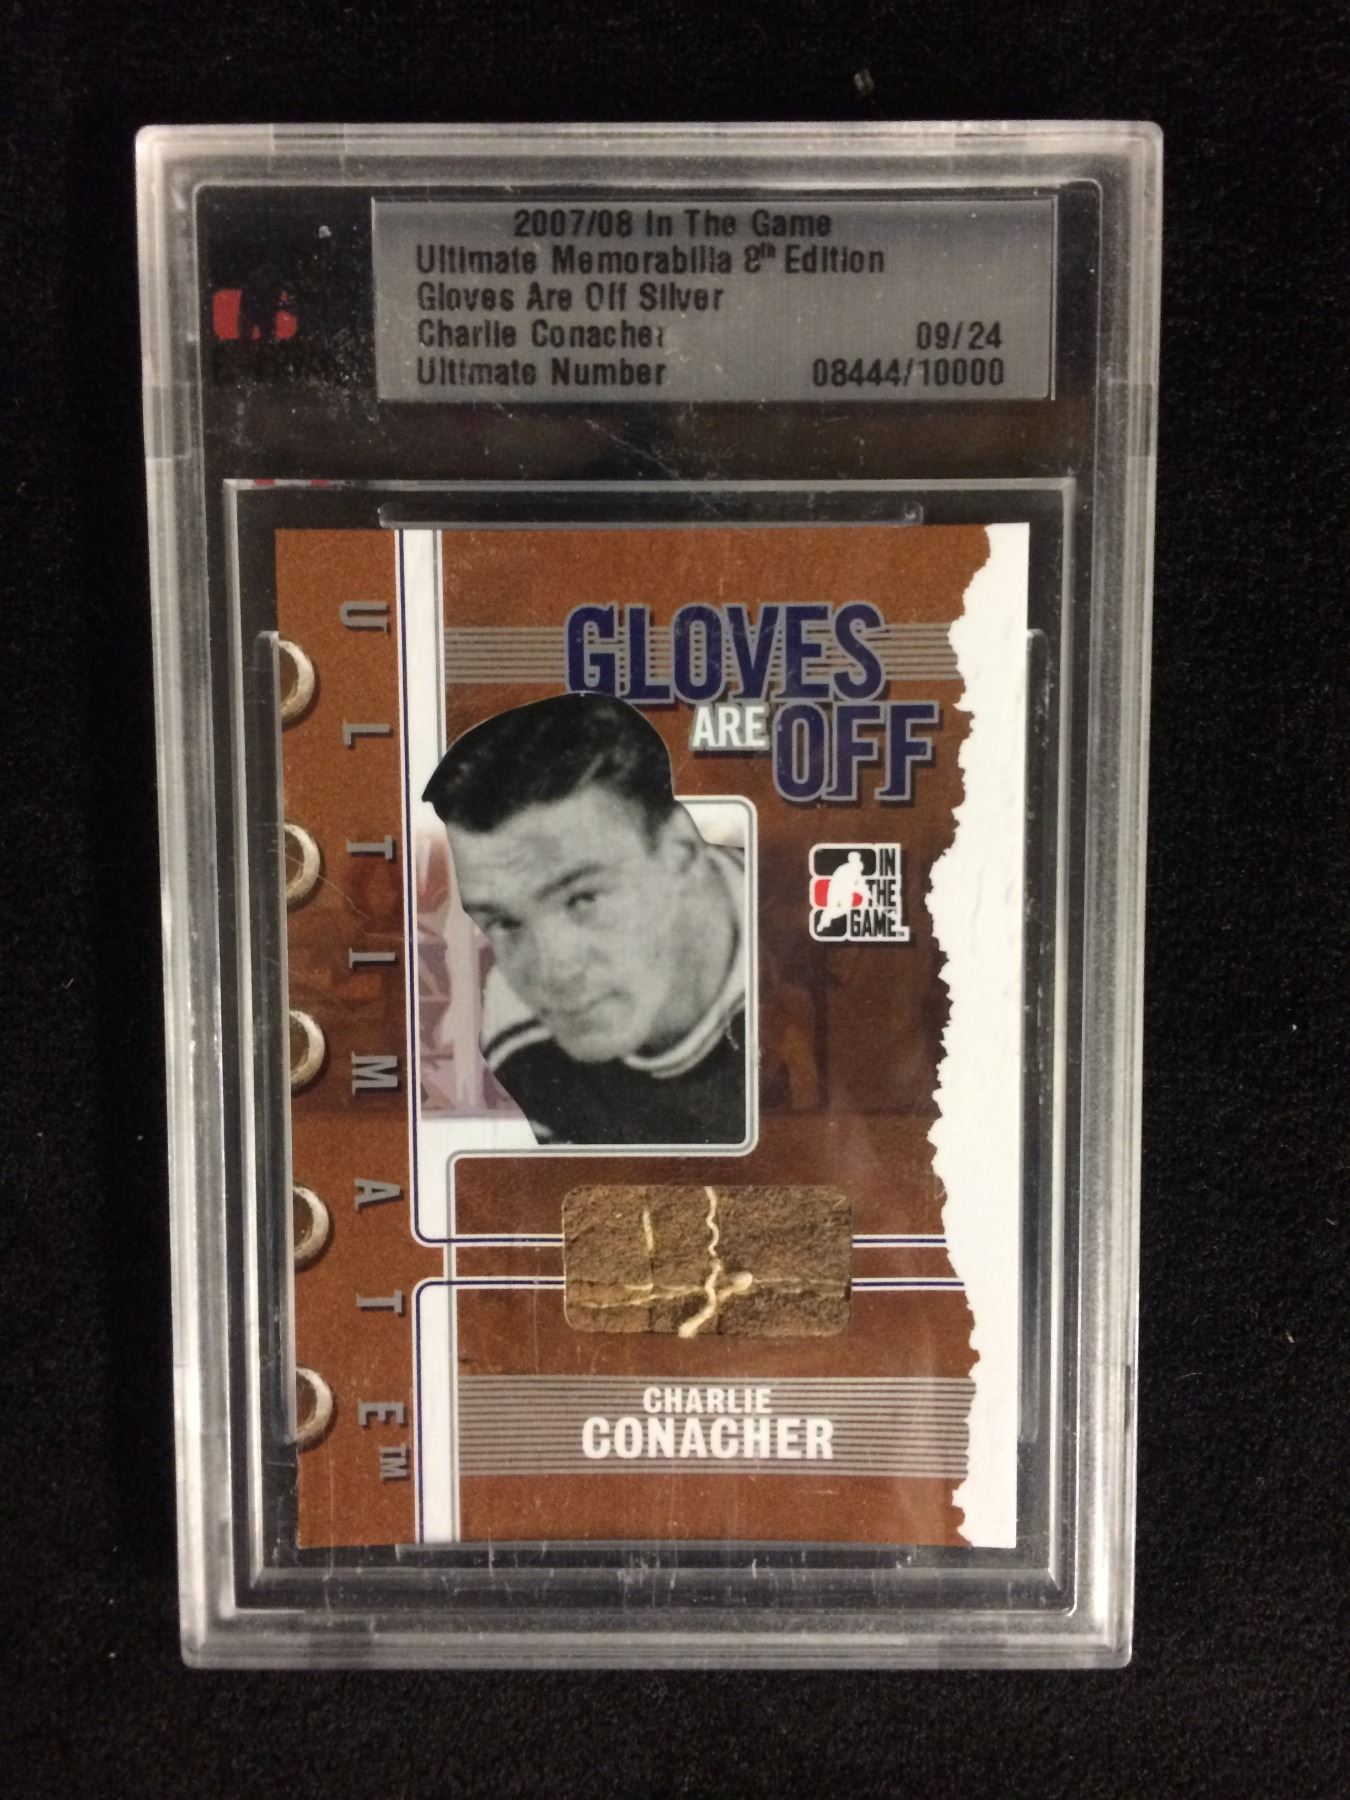 2007/08 In The Game
Ultimate Memorabilia 8th Edition
Gloves Are Off Silver
Charlie Conacher 09/24
Ultimate Number 08444/10000
GLOVES
ARE OFF
IN
THE
GAME
ULTIMATE™
CHARLIE
CONACHER